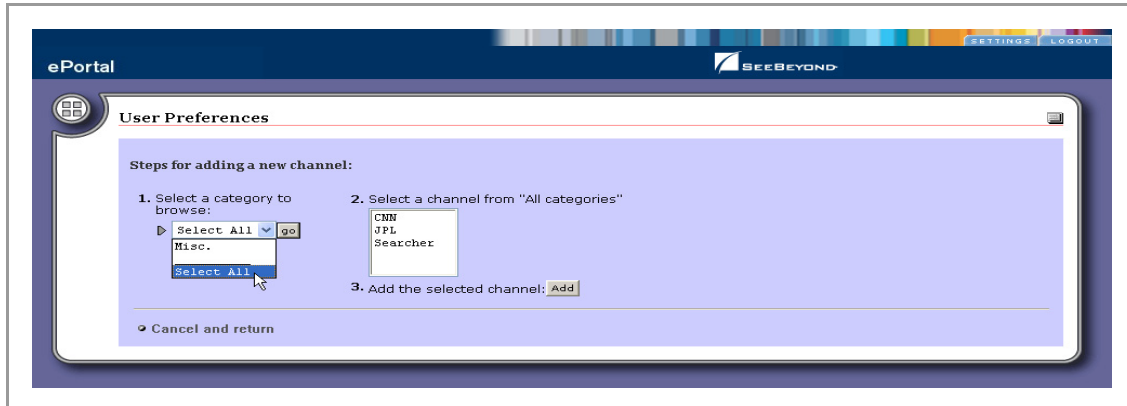 SETTINGS LOGOUT
ePortal
SEEBEYOND
User Preferences
Steps for adding a new channel:
1. Select a category to
browse:
Select All go
Misc.
Select All
2. Select a channel from "All categories"
CNN
JPL
Searcher
3. Add the selected channel: Add
Cancel and return